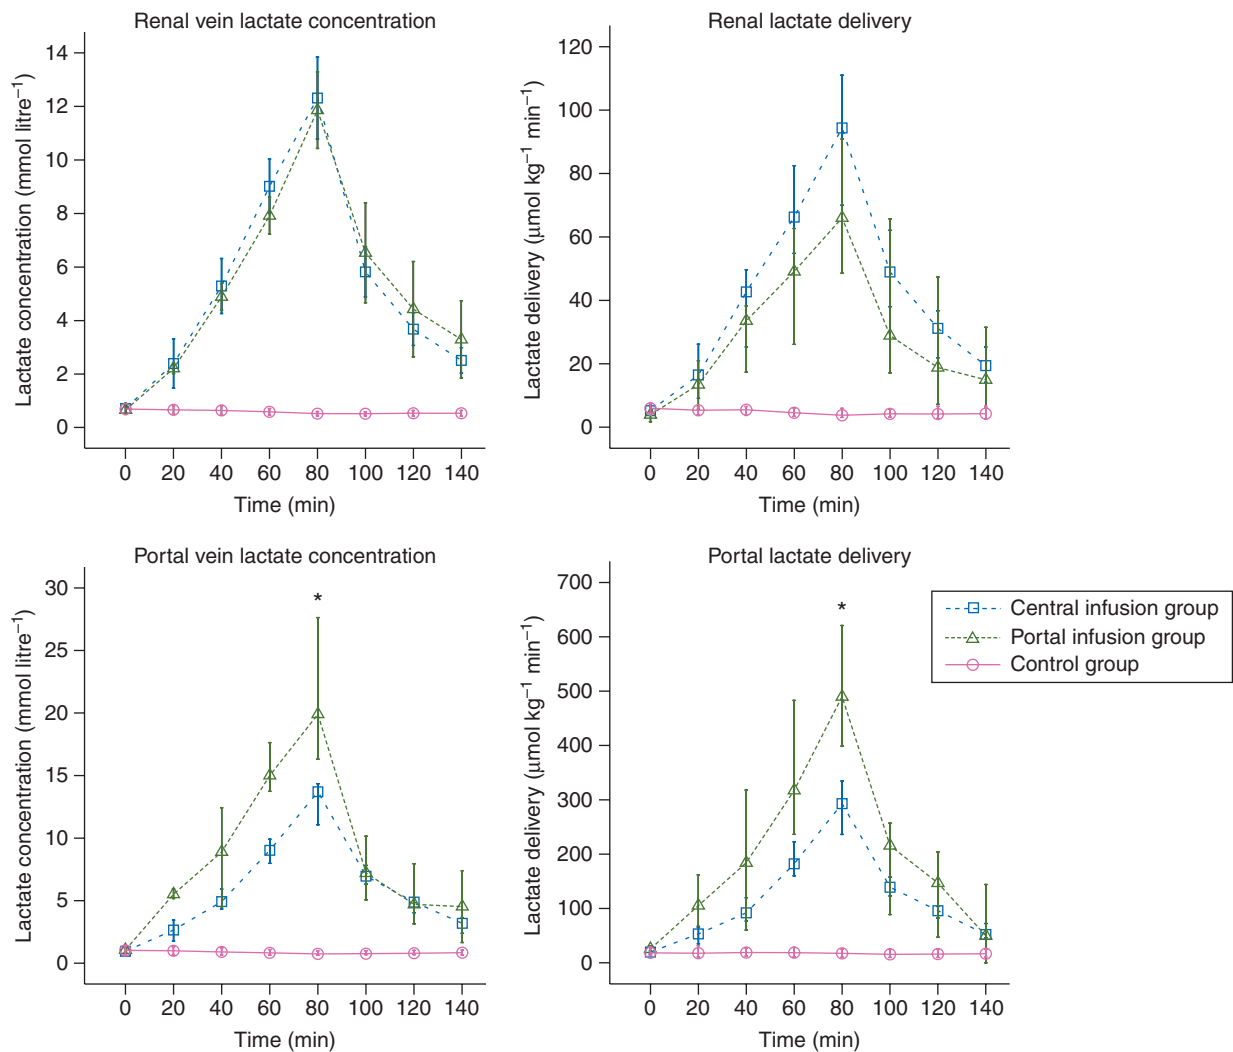 Renal vein lactate concentration
Lactate concentration (mmol litre⁻¹)
14
12
10
8
6
4
2
0
0 20 40 60 80 100 120 140
Time (min)
Renal lactate delivery
Lactate delivery (µmol kg⁻¹ min⁻¹)
120
100
80
60
40
20
0
0 20 40 60 80 100 120 140
Time (min)
Portal vein lactate concentration
Lactate concentration (mmol litre⁻¹)
30
25
20
15
10
5
0
*
0 20 40 60 80 100 120 140
Time (min)
Portal lactate delivery
Lactate delivery (µmol kg⁻¹ min⁻¹)
700
600
500
400
300
200
100
0
*
0 20 40 60 80 100 120 140
Time (min)
Central infusion group
Portal infusion group
Control group